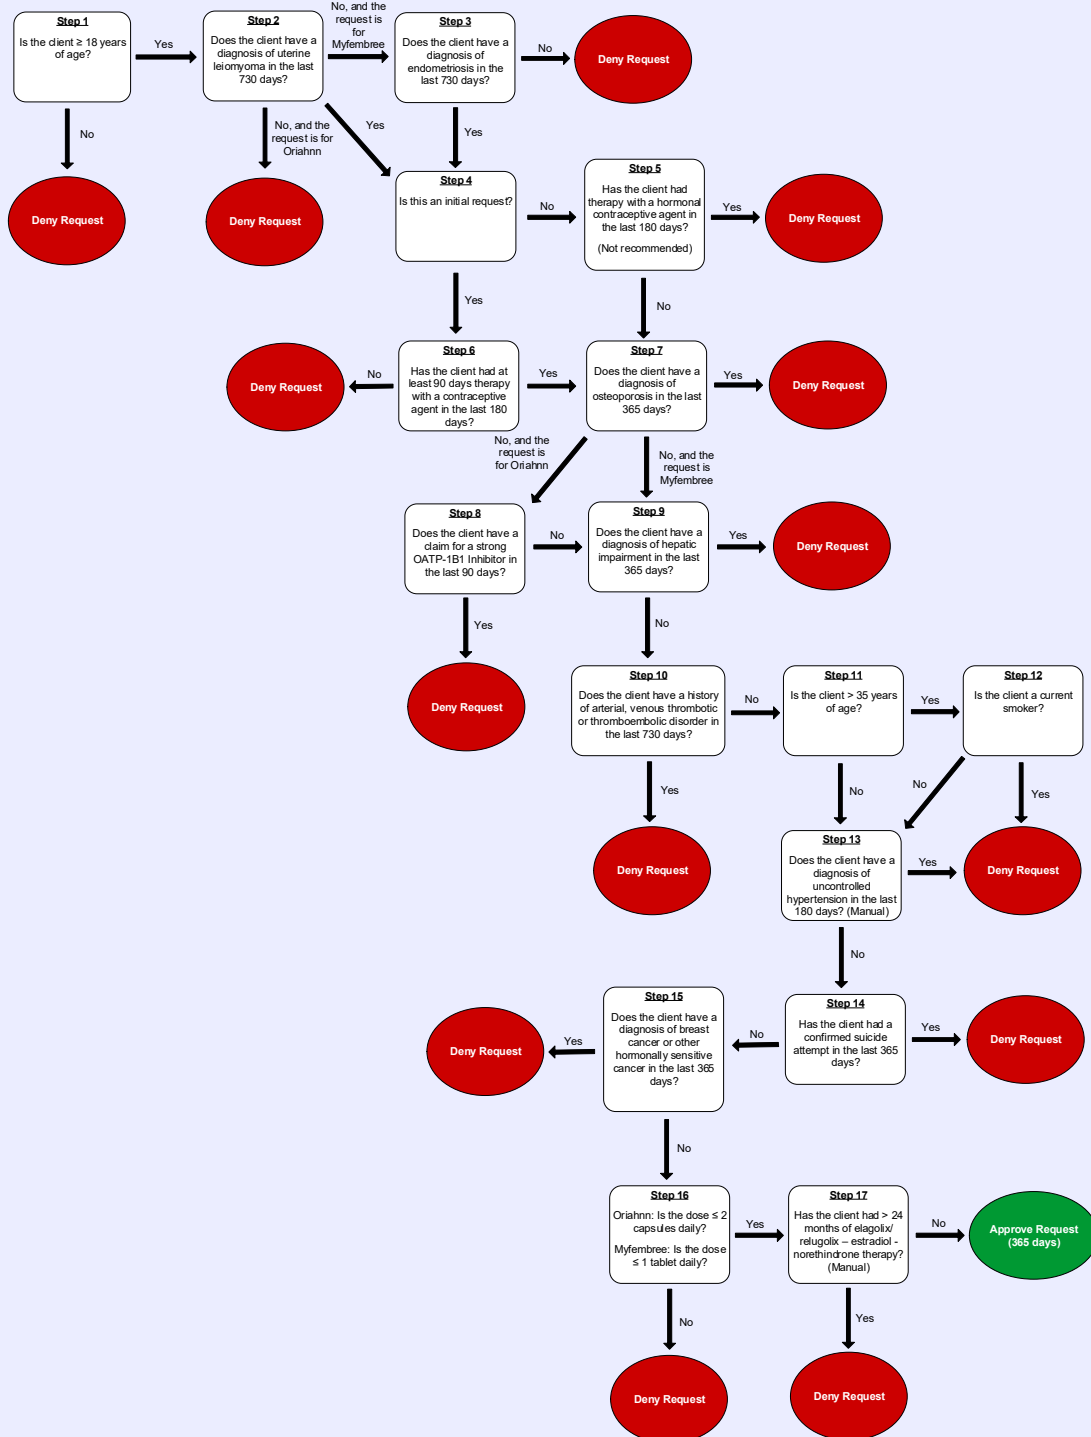 Step 1
Is the client ≥ 18 years
of age?
Yes
No
Deny Request
Step 2
Does the client have a
diagnosis of uterine
leiomyoma in the last
730 days?
No, and the
request is
for
Myfembree
No, and the
request is for
Oriahnn
Yes
Deny Request
Step 3
Does the client have a
diagnosis of
endometriosis in the
last 730 days?
No
Deny Request
Yes
Step 4
Is this an initial request?
No
Yes
Step 5
Has the client had
therapy with a hormonal
contraceptive agent in
the last 180 days?
(Not recommended)
Yes
Deny Request
No
Step 6
Has the client had at
least 90 days therapy
with a contraceptive
agent in the last 180
days?
No
Deny Request
Yes
Step 7
Does the client have a
diagnosis of
osteoporosis in the last
365 days?
Yes
Deny Request
No, and the
request is
for Oriahnn
No, and the
request is
Myfembree
Step 8
Does the client have a
claim for a strong
OATP-1B1 Inhibitor in
the last 90 days?
No
Yes
Deny Request
Step 9
Does the client have a
diagnosis of hepatic
impairment in the last
365 days?
Yes
Deny Request
No
Step 10
Does the client have a history
of arterial, venous thrombotic
or thromboembolic disorder in
the last 730 days?
No
Yes
Deny Request
Step 11
Is the client > 35 years
of age?
Yes
No
Step 12
Is the client a current
smoker?
No
Yes
Deny Request
Step 13
Does the client have a
diagnosis of
uncontrolled
hypertension in the last
180 days? (Manual)
Yes
No
Step 14
Has the client had a
confirmed suicide
attempt in the last 365
days?
Yes
Deny Request
No
Step 15
Does the client have a
diagnosis of breast
cancer or other
hormonally sensitive
cancer in the last 365
days?
Yes
Deny Request
No
Step 16
Oriahnn: Is the dose ≤ 2
capsules daily?
Myfembree: Is the dose
≤ 1 tablet daily?
Yes
No
Deny Request
Step 17
Has the client had > 24
months of elagolix/
relugolix – estradiol -
norethindrone therapy?
(Manual)
No
Approve Request
(365 days)
Yes
Deny Request